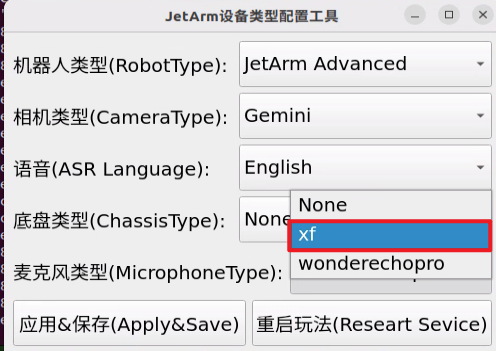 JetArm设备类型配置工具
机器人类型(RobotType): JetArm Advanced
相机类型(CameraType): Gemini
语音(ASR Language): English
底盘类型(ChassisType): None
None
xf
wonderechopro
麦克风类型(MicrophoneType):
应用&保存(Apply&Save) 重启玩法(Researt Sevice)